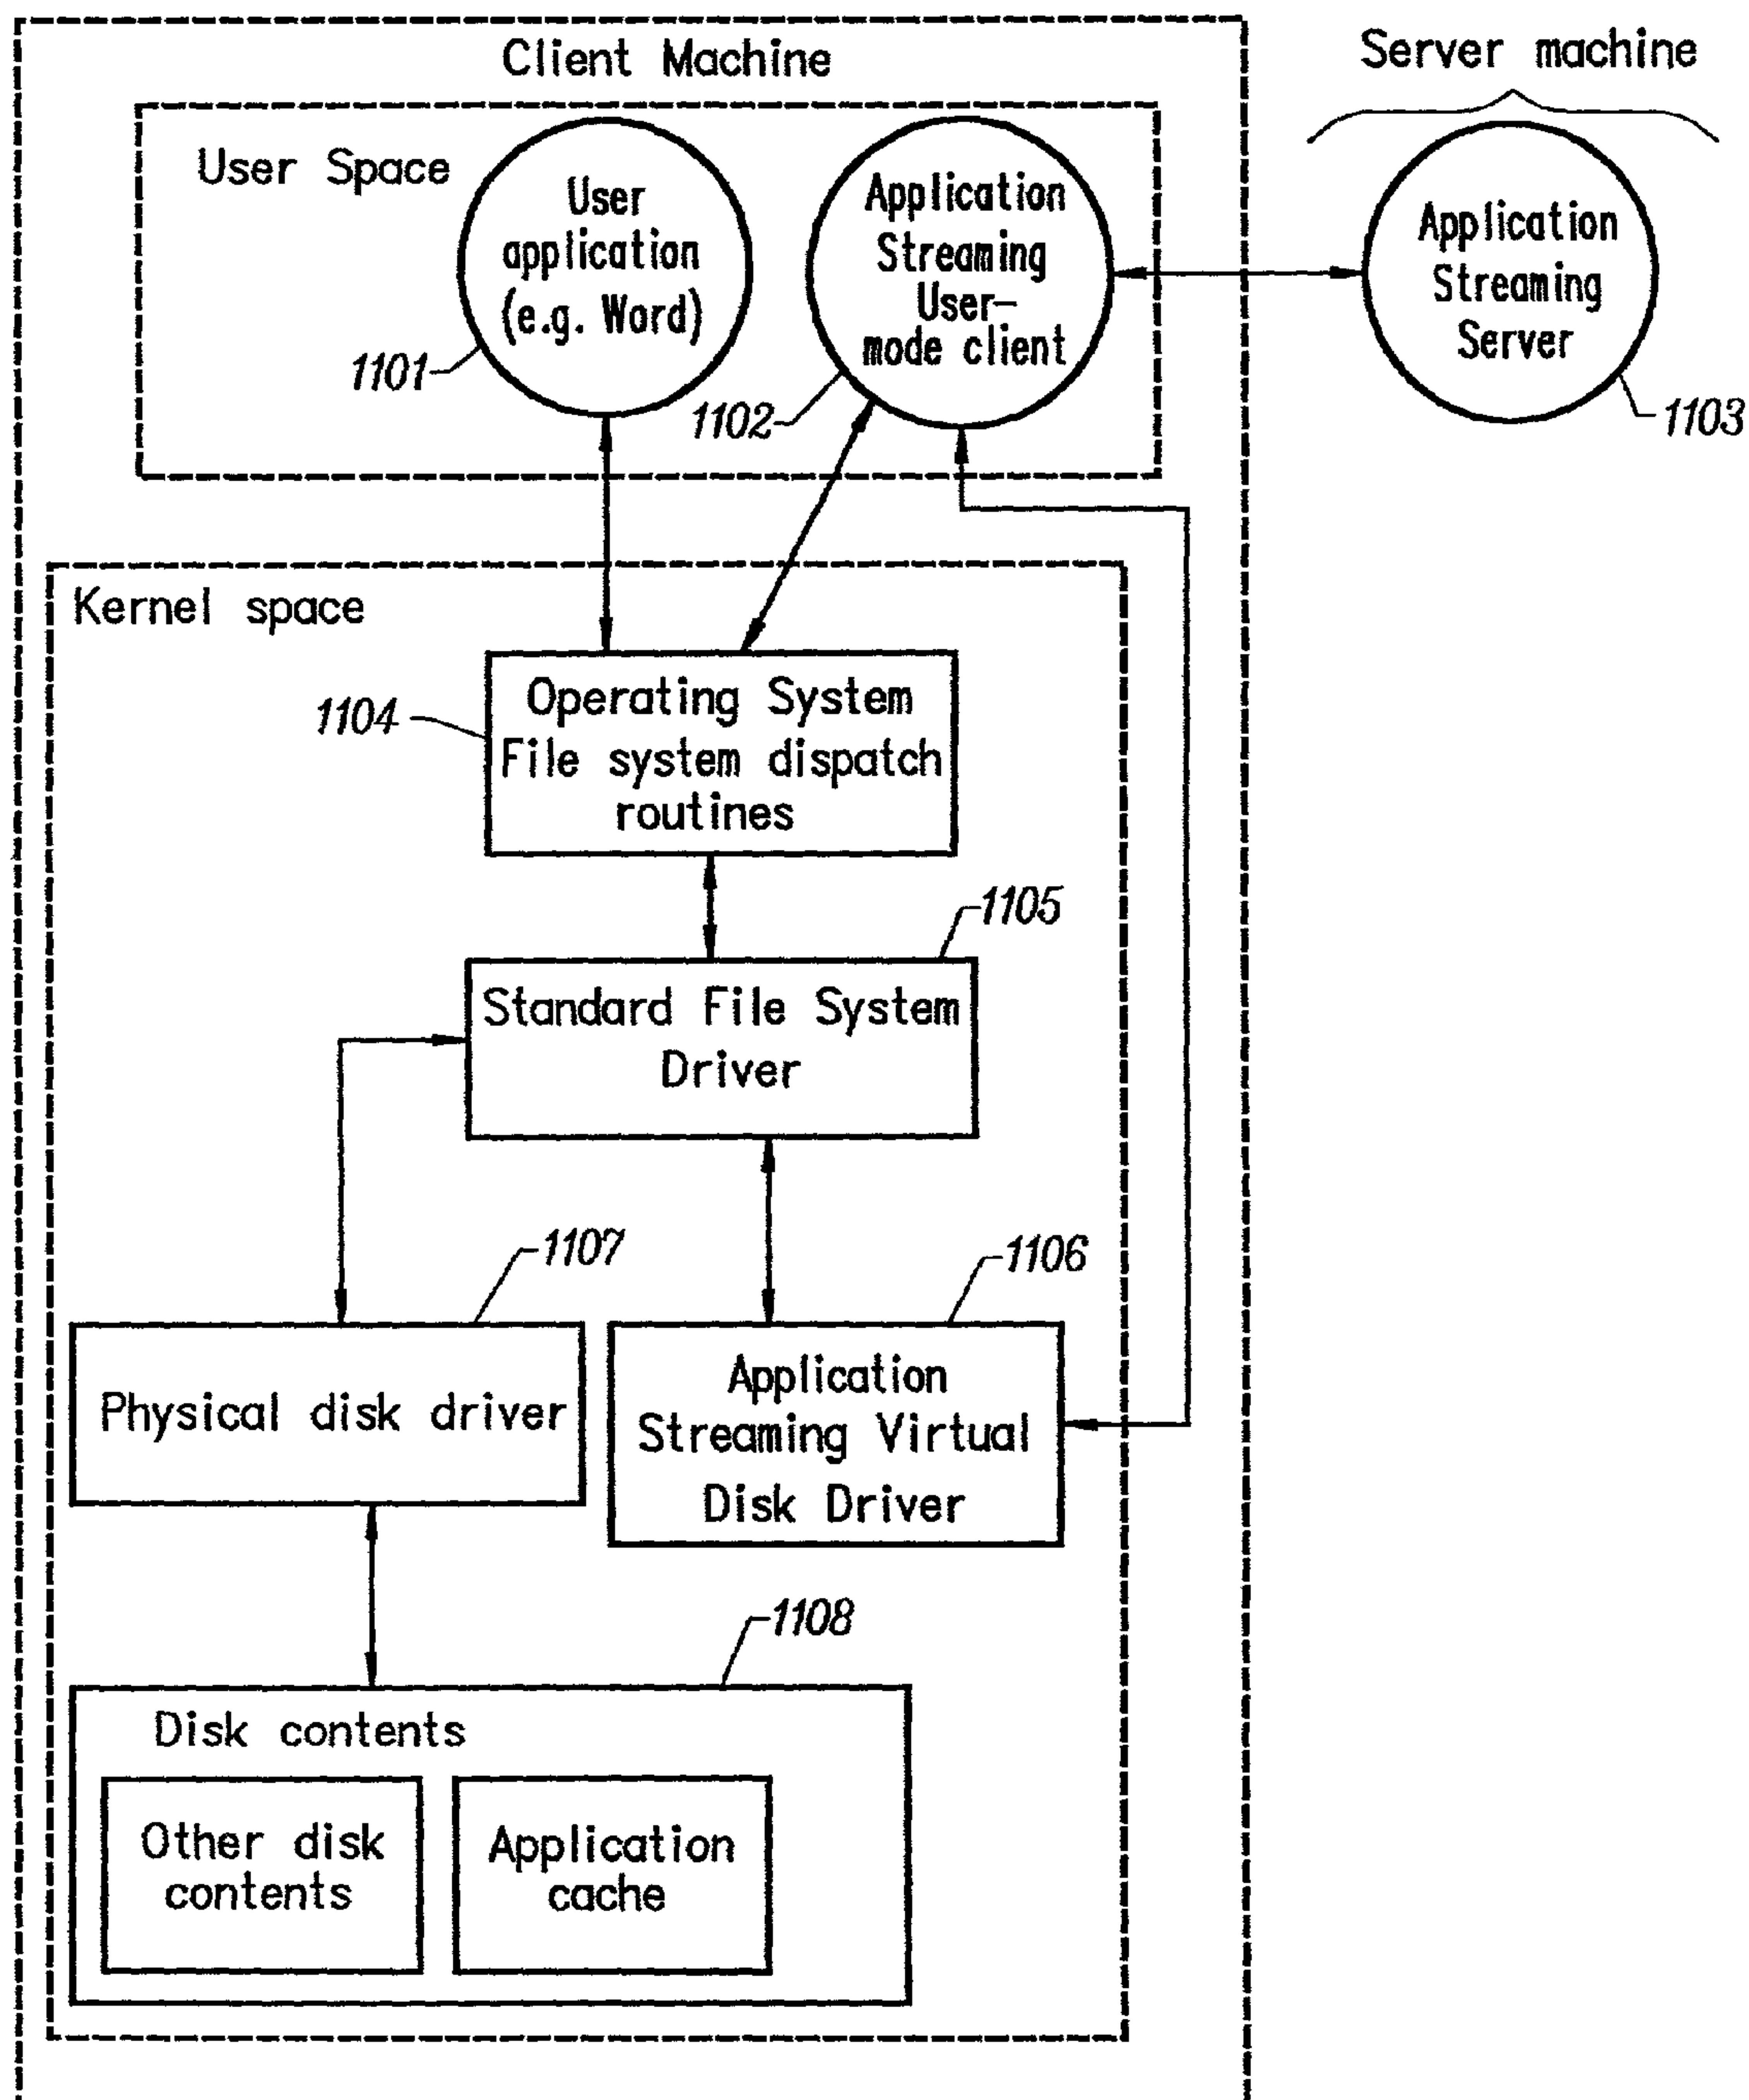 Client Machine
Server machine
User Space
User
application
(e.g. Word)
1101
Application
Streaming
User-
mode client
1102
Application
Streaming
Server
1103
Kernel space
Operating System
File system dispatch
routines
1104
1105
Standard File System
Driver
1107
1106
Physical disk driver
Application
Streaming Virtual
Disk Driver
1108
Disk contents
Other disk
contents
Application
cache